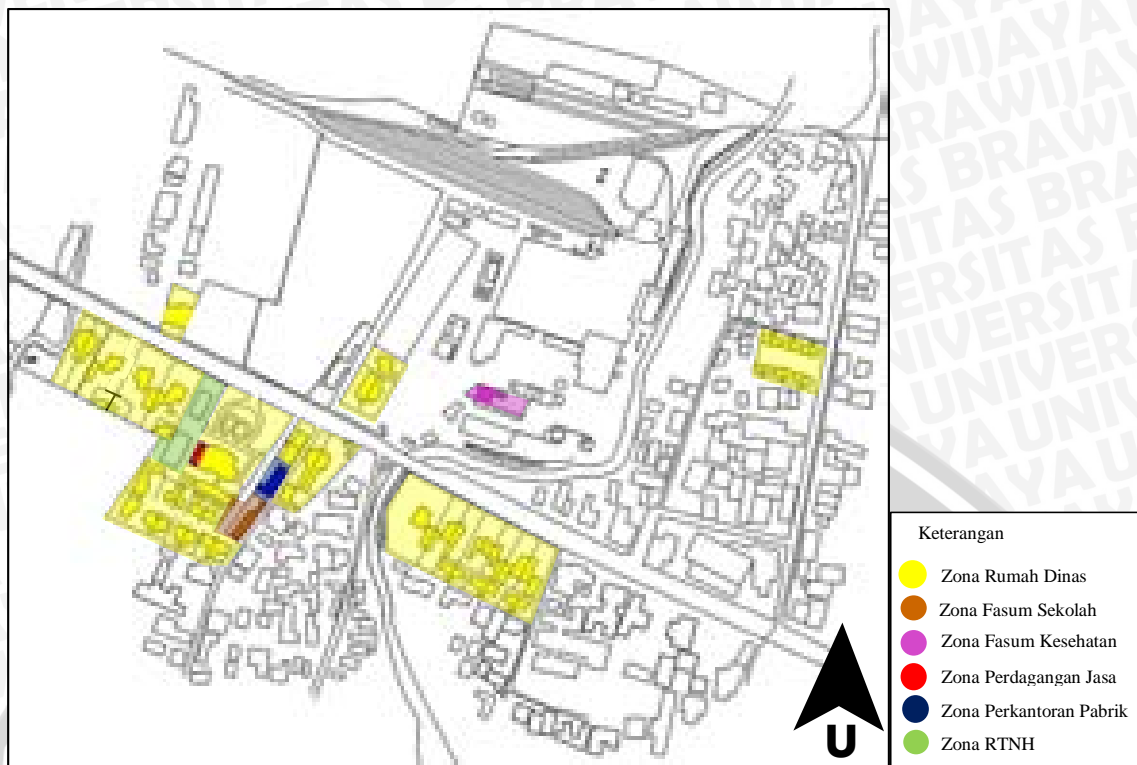 Keterangan
Zona Rumah Dinas
Zona Fasum Sekolah
Zona Fasum Kesehatan
Zona Perdagangan Jasa
Zona Perkantoran Pabrik
Zona RTNH
U